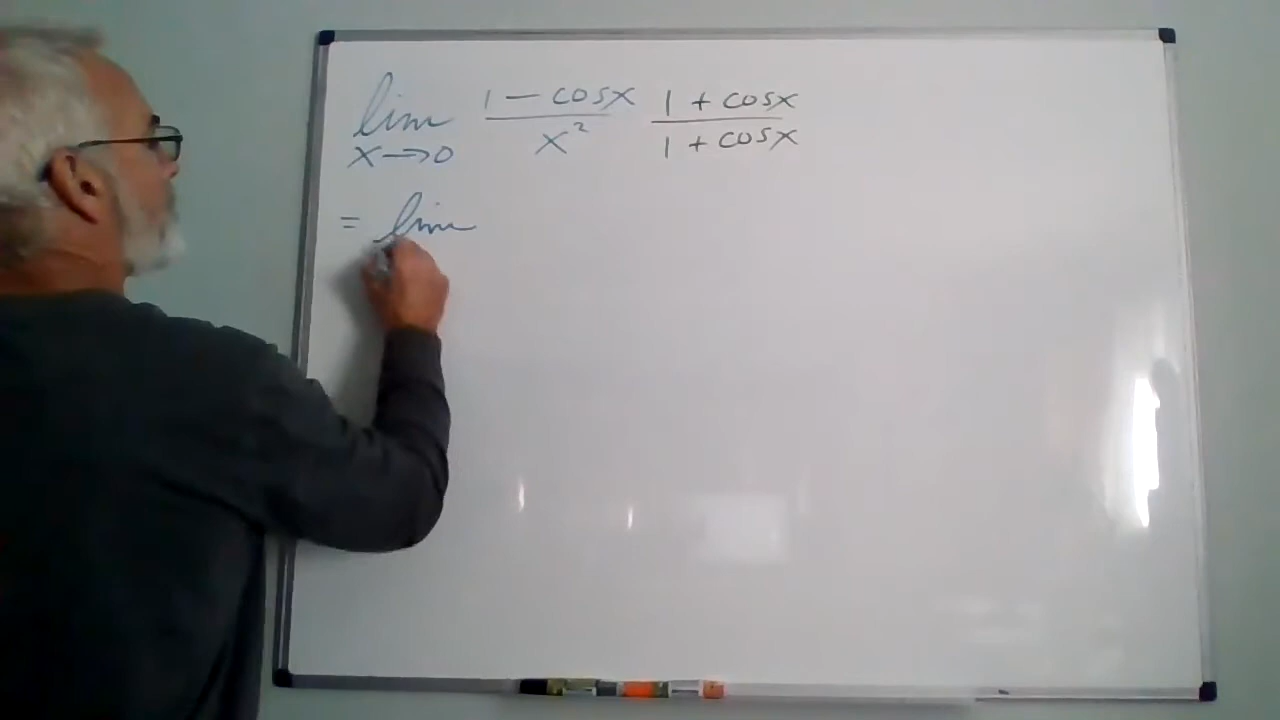 lim 1 - cosx / x² 1 + cosx / 1 + cosx
x → 0
= lim